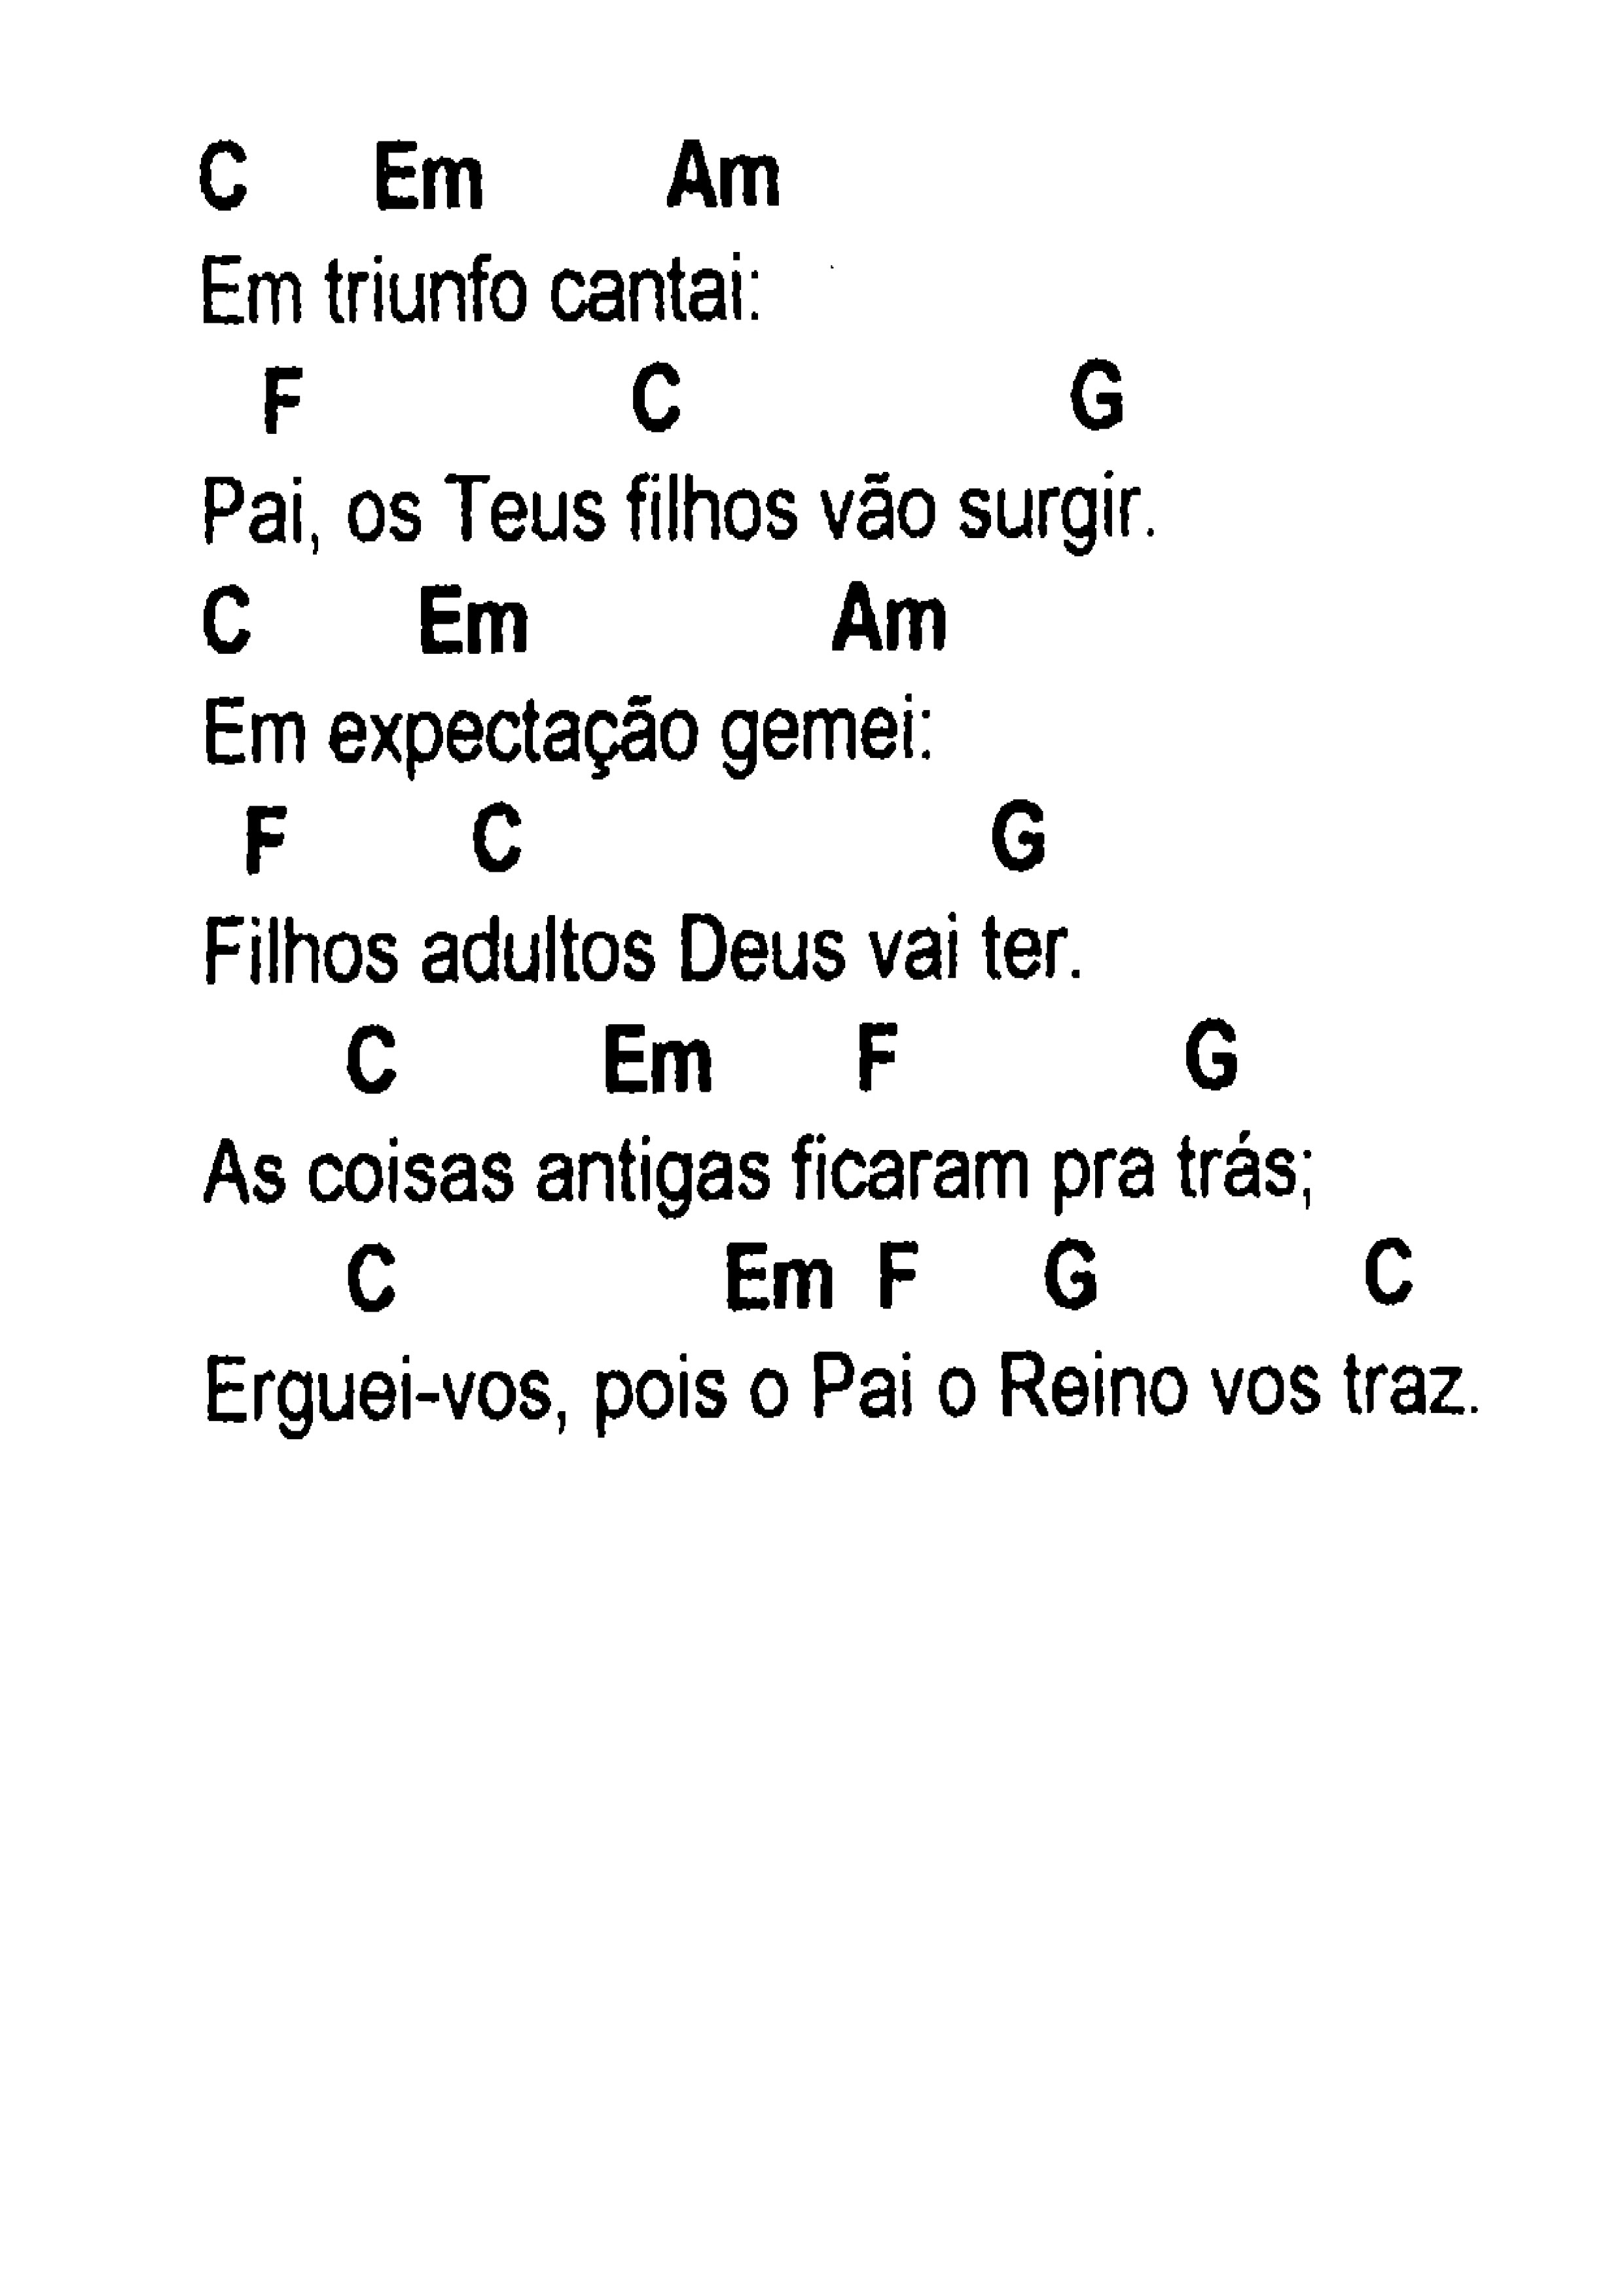 C Em Am
Em triunfo cantai:
F C G
Pai, os Teus filhos vão surgir.
C Em Am
Em expectação gemei:
F C G
Filhos adultos Deus vai ter.
C Em F G
As coisas antigas ficaram pra trás;
C Em F G C
Erguei-vos, pois o Pai o Reino vos traz.